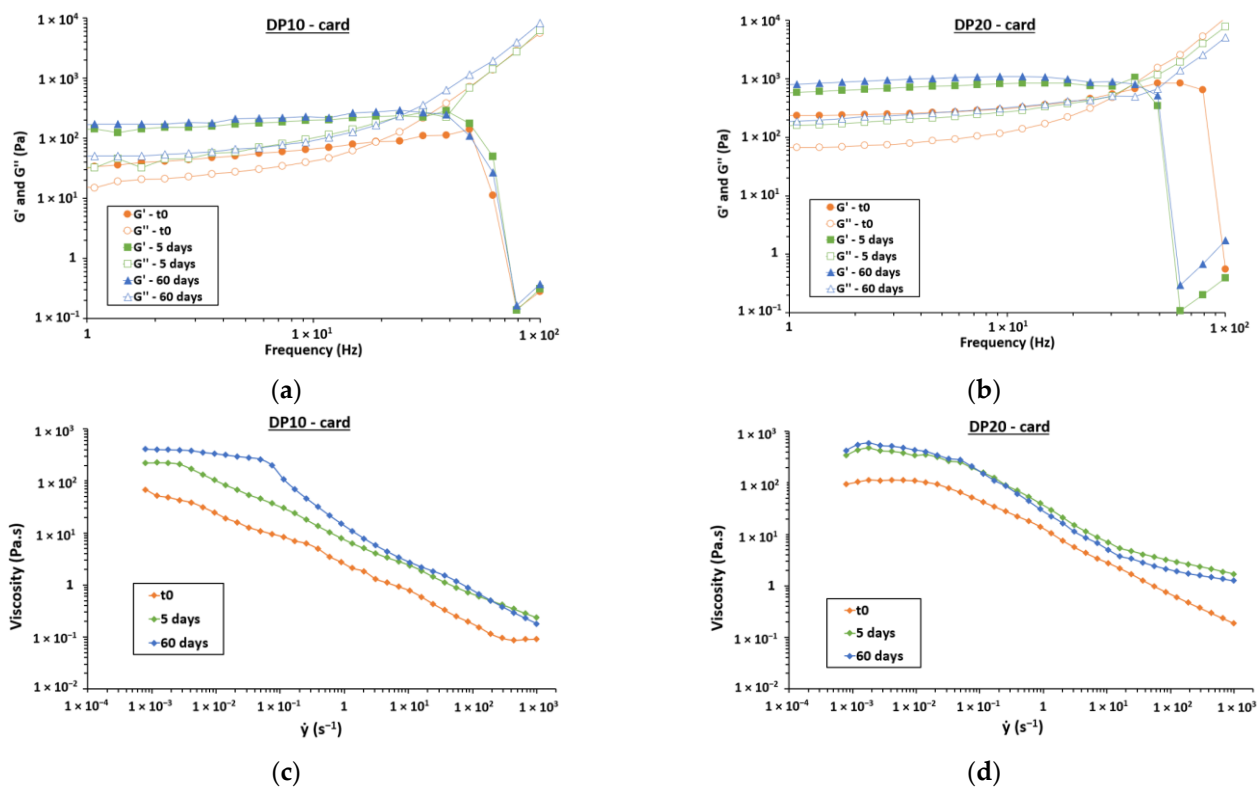 DP10 - card
1 × 10⁴
1 × 10³
1 × 10²
1 × 10¹
1
1 × 10⁻¹
G' and G'' (Pa)
G' - t0
G'' - t0
G' - 5 days
G'' - 5 days
G' - 60 days
G'' - 60 days
1
1 × 10¹
1 × 10²
Frequency (Hz)
(a)
DP20 - card
1 × 10⁴
1 × 10³
1 × 10²
1 × 10¹
1
1 × 10⁻¹
G' and G'' (Pa)
G' - t0
G'' - t0
G' - 5 days
G'' - 5 days
G' - 60 days
G'' - 60 days
1
1 × 10¹
1 × 10²
Frequency (Hz)
(b)
DP10 - card
1 × 10³
1 × 10²
1 × 10¹
1
1 × 10⁻¹
1 × 10⁻²
Viscosity (Pa.s)
t0
5 days
60 days
1 × 10⁻⁴
1 × 10⁻³
1 × 10⁻²
1 × 10⁻¹
1
1 × 10¹
1 × 10²
1 × 10³
ẏ (s⁻¹)
(c)
DP20 - card
1 × 10³
1 × 10²
1 × 10¹
1
1 × 10⁻¹
1 × 10⁻²
Viscosity (Pa.s)
t0
5 days
60 days
1 × 10⁻⁴
1 × 10⁻³
1 × 10⁻²
1 × 10⁻¹
1
1 × 10¹
1 × 10²
1 × 10³
ẏ (s⁻¹)
(d)